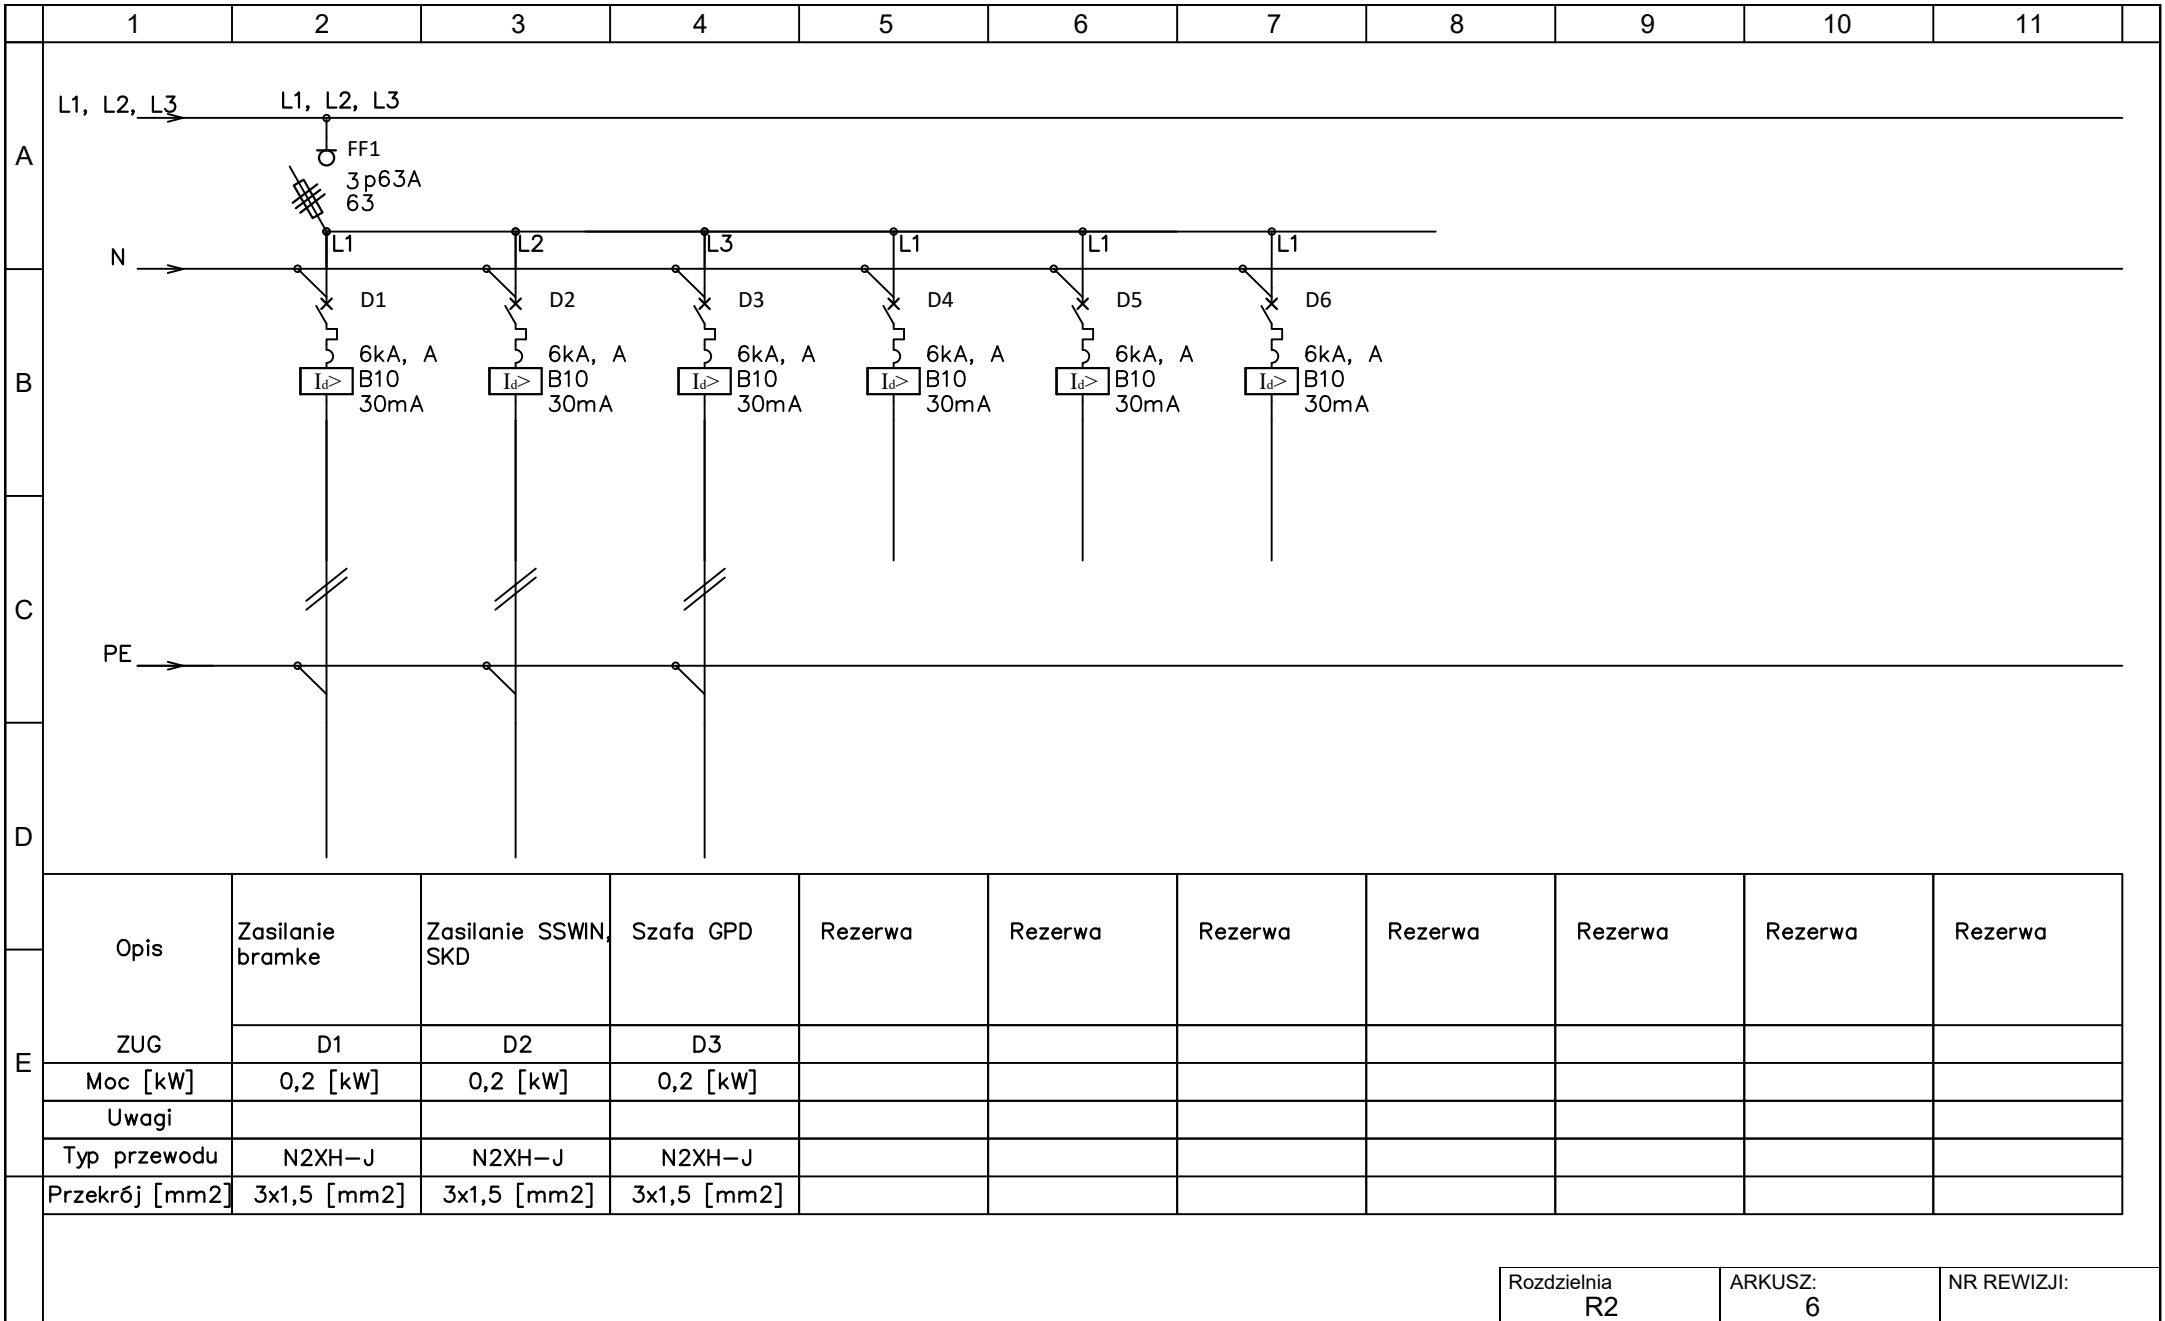 1 2 3 4 5 6 7 8 9 10 11
L1, L2, L3 L1, L2, L3
A
FF1
3p63A
63
L1 L2 L3 L1 L1 L1
N
D1 D2 D3 D4 D5 D6
6kA, A 6kA, A 6kA, A 6kA, A 6kA, A 6kA, A
B
Id> B10 Id> B10 Id> B10 Id> B10 Id> B10 Id> B10
30mA 30mA 30mA 30mA 30mA 30mA
C
PE
D
Opis
Zasilanie
bramke
Zasilanie SSWIN,
SKD
Szafa GPD
Rezerwa Rezerwa Rezerwa Rezerwa Rezerwa Rezerwa Rezerwa
ZUG D1 D2 D3
E
Moc [kW] 0,2 [kW] 0,2 [kW] 0,2 [kW]
Uwagi
Typ przewodu N2XH-J N2XH-J N2XH-J
Przekrój [mm2] 3x1,5 [mm2] 3x1,5 [mm2] 3x1,5 [mm2]
Rozdzielnia
R2
ARKUSZ:
6
NR REWIZJI: